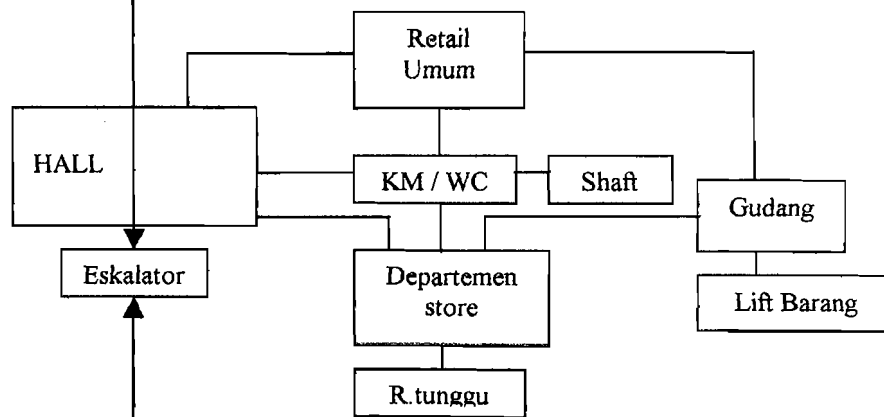 Retail
Umum
HALL
KM / WC
Shaft
Gudang
Eskalator
Departemen
store
Lift Barang
R.tunggu